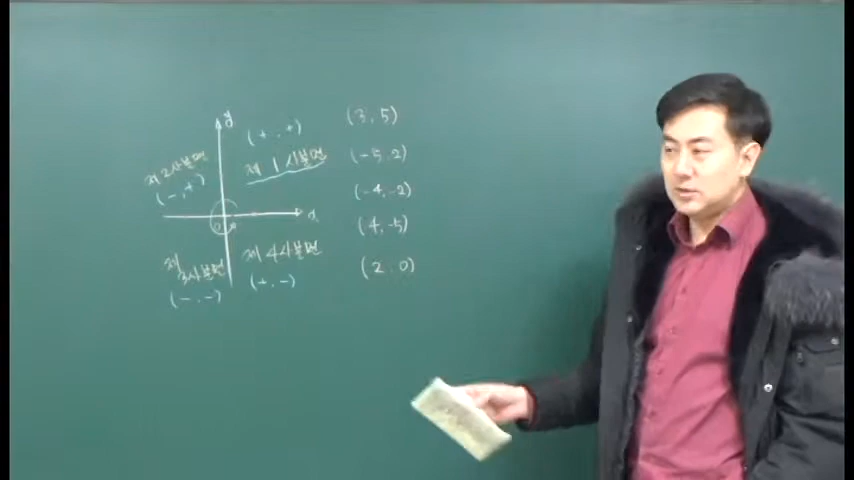 y
(+, +)
제 1사분면
제 2사분면
(-, +)
x
0
제 3사분면
(-, -)
제 4사분면
(+, -)
(3, 5)
(-5, 2)
(-4, -2)
(4, -5)
(2, 0)